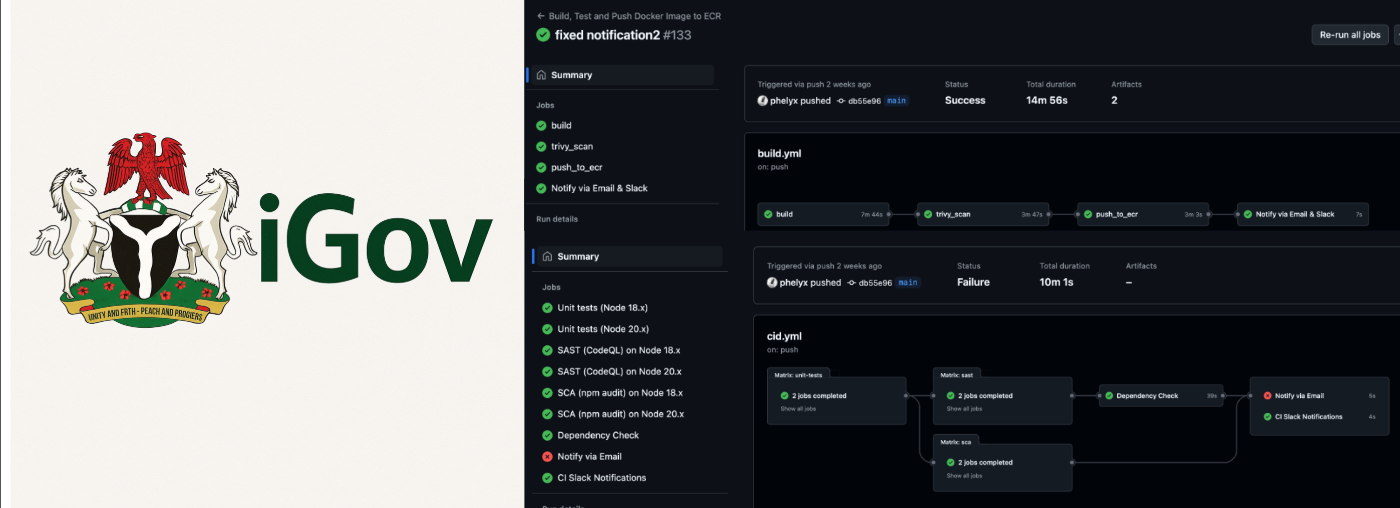 UNITY AND FRTH - PEACH AND PROGIERS
iGov
← Build, Test and Push Docker Image to ECR
fixed notification2 #133
Re-run all jobs
Summary
Jobs
build
trivy_scan
push_to_ecr
Notify via Email & Slack
Run details
Triggered via push 2 weeks ago
phelyx pushed db55e96 main
Status
Success
Total duration
14m 56s
Artifacts
2
build.yml
on: push
build 7m 44s
trivy_scan 3m 47s
push_to_ecr 3m 3s
Notify via Email & Slack 7s
Summary
Jobs
Unit tests (Node 18.x)
Unit tests (Node 20.x)
SAST (CodeQL) on Node 18.x
SAST (CodeQL) on Node 20.x
SCA (npm audit) on Node 18.x
SCA (npm audit) on Node 20.x
Dependency Check
Notify via Email
CI Slack Notifications
Run details
Triggered via push 2 weeks ago
phelyx pushed db55e96 main
Status
Failure
Total duration
10m 1s
Artifacts
–
cid.yml
on: push
Matrix: unit-tests
2 jobs completed
Show all jobs
Matrix: sast
2 jobs completed
Show all jobs
Dependency Check 39s
Notify via Email 5s
CI Slack Notifications 4s
Matrix: sca
2 jobs completed
Show all jobs